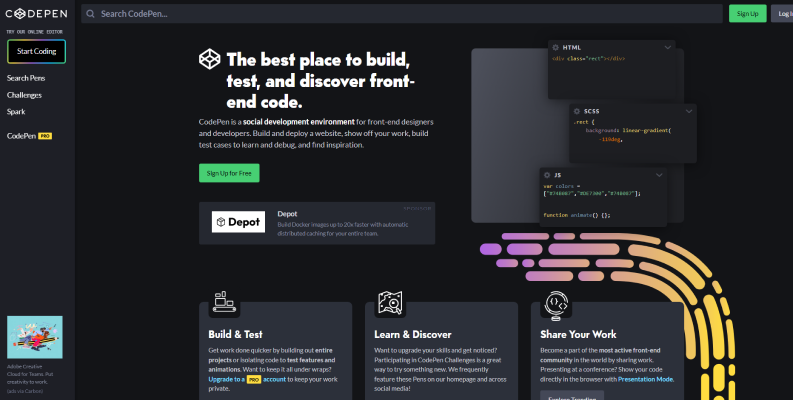 CODEPEN
Search CodePen...
Sign Up
Log In
TRY OUR ONLINE EDITOR
Start Coding
Search Pens
Challenges
Spark
CodePen PRO
The best place to build,
test, and discover front-
end code.
CodePen is a social development environment for front-end designers
and developers. Build and deploy a website, show off your work, build
test cases to learn and debug, and find inspiration.
Sign Up for Free
Depot
Depot
Build Docker images up to 20x faster with automatic
distributed caching for your entire team.
HTML
<div class="rect"></div>
SCSS
.rect {
background: linear-gradient(
-119deg,
JS
var colors =
["#74B087","#DE7300","#74B087"];
function animate() {};
Build & Test
Get work done quicker by building out entire
projects or isolating code to test features and
animations. Want to keep it all under wraps?
Upgrade to a PRO account to keep your work
private.
Learn & Discover
Want to upgrade your skills and get noticed?
Participating in CodePen Challenges is a great
way to try something new. We frequently
feature these Pens on our homepage and across
social media!
Share Your Work
Become a part of the most active front-end
community in the world by sharing work.
Presenting at a conference? Show your code
directly in the browser with Presentation Mode.
Explore Trending
Adobe Creative
Cloud for Teams. Put
creativity to work.
(ads via Carbon)